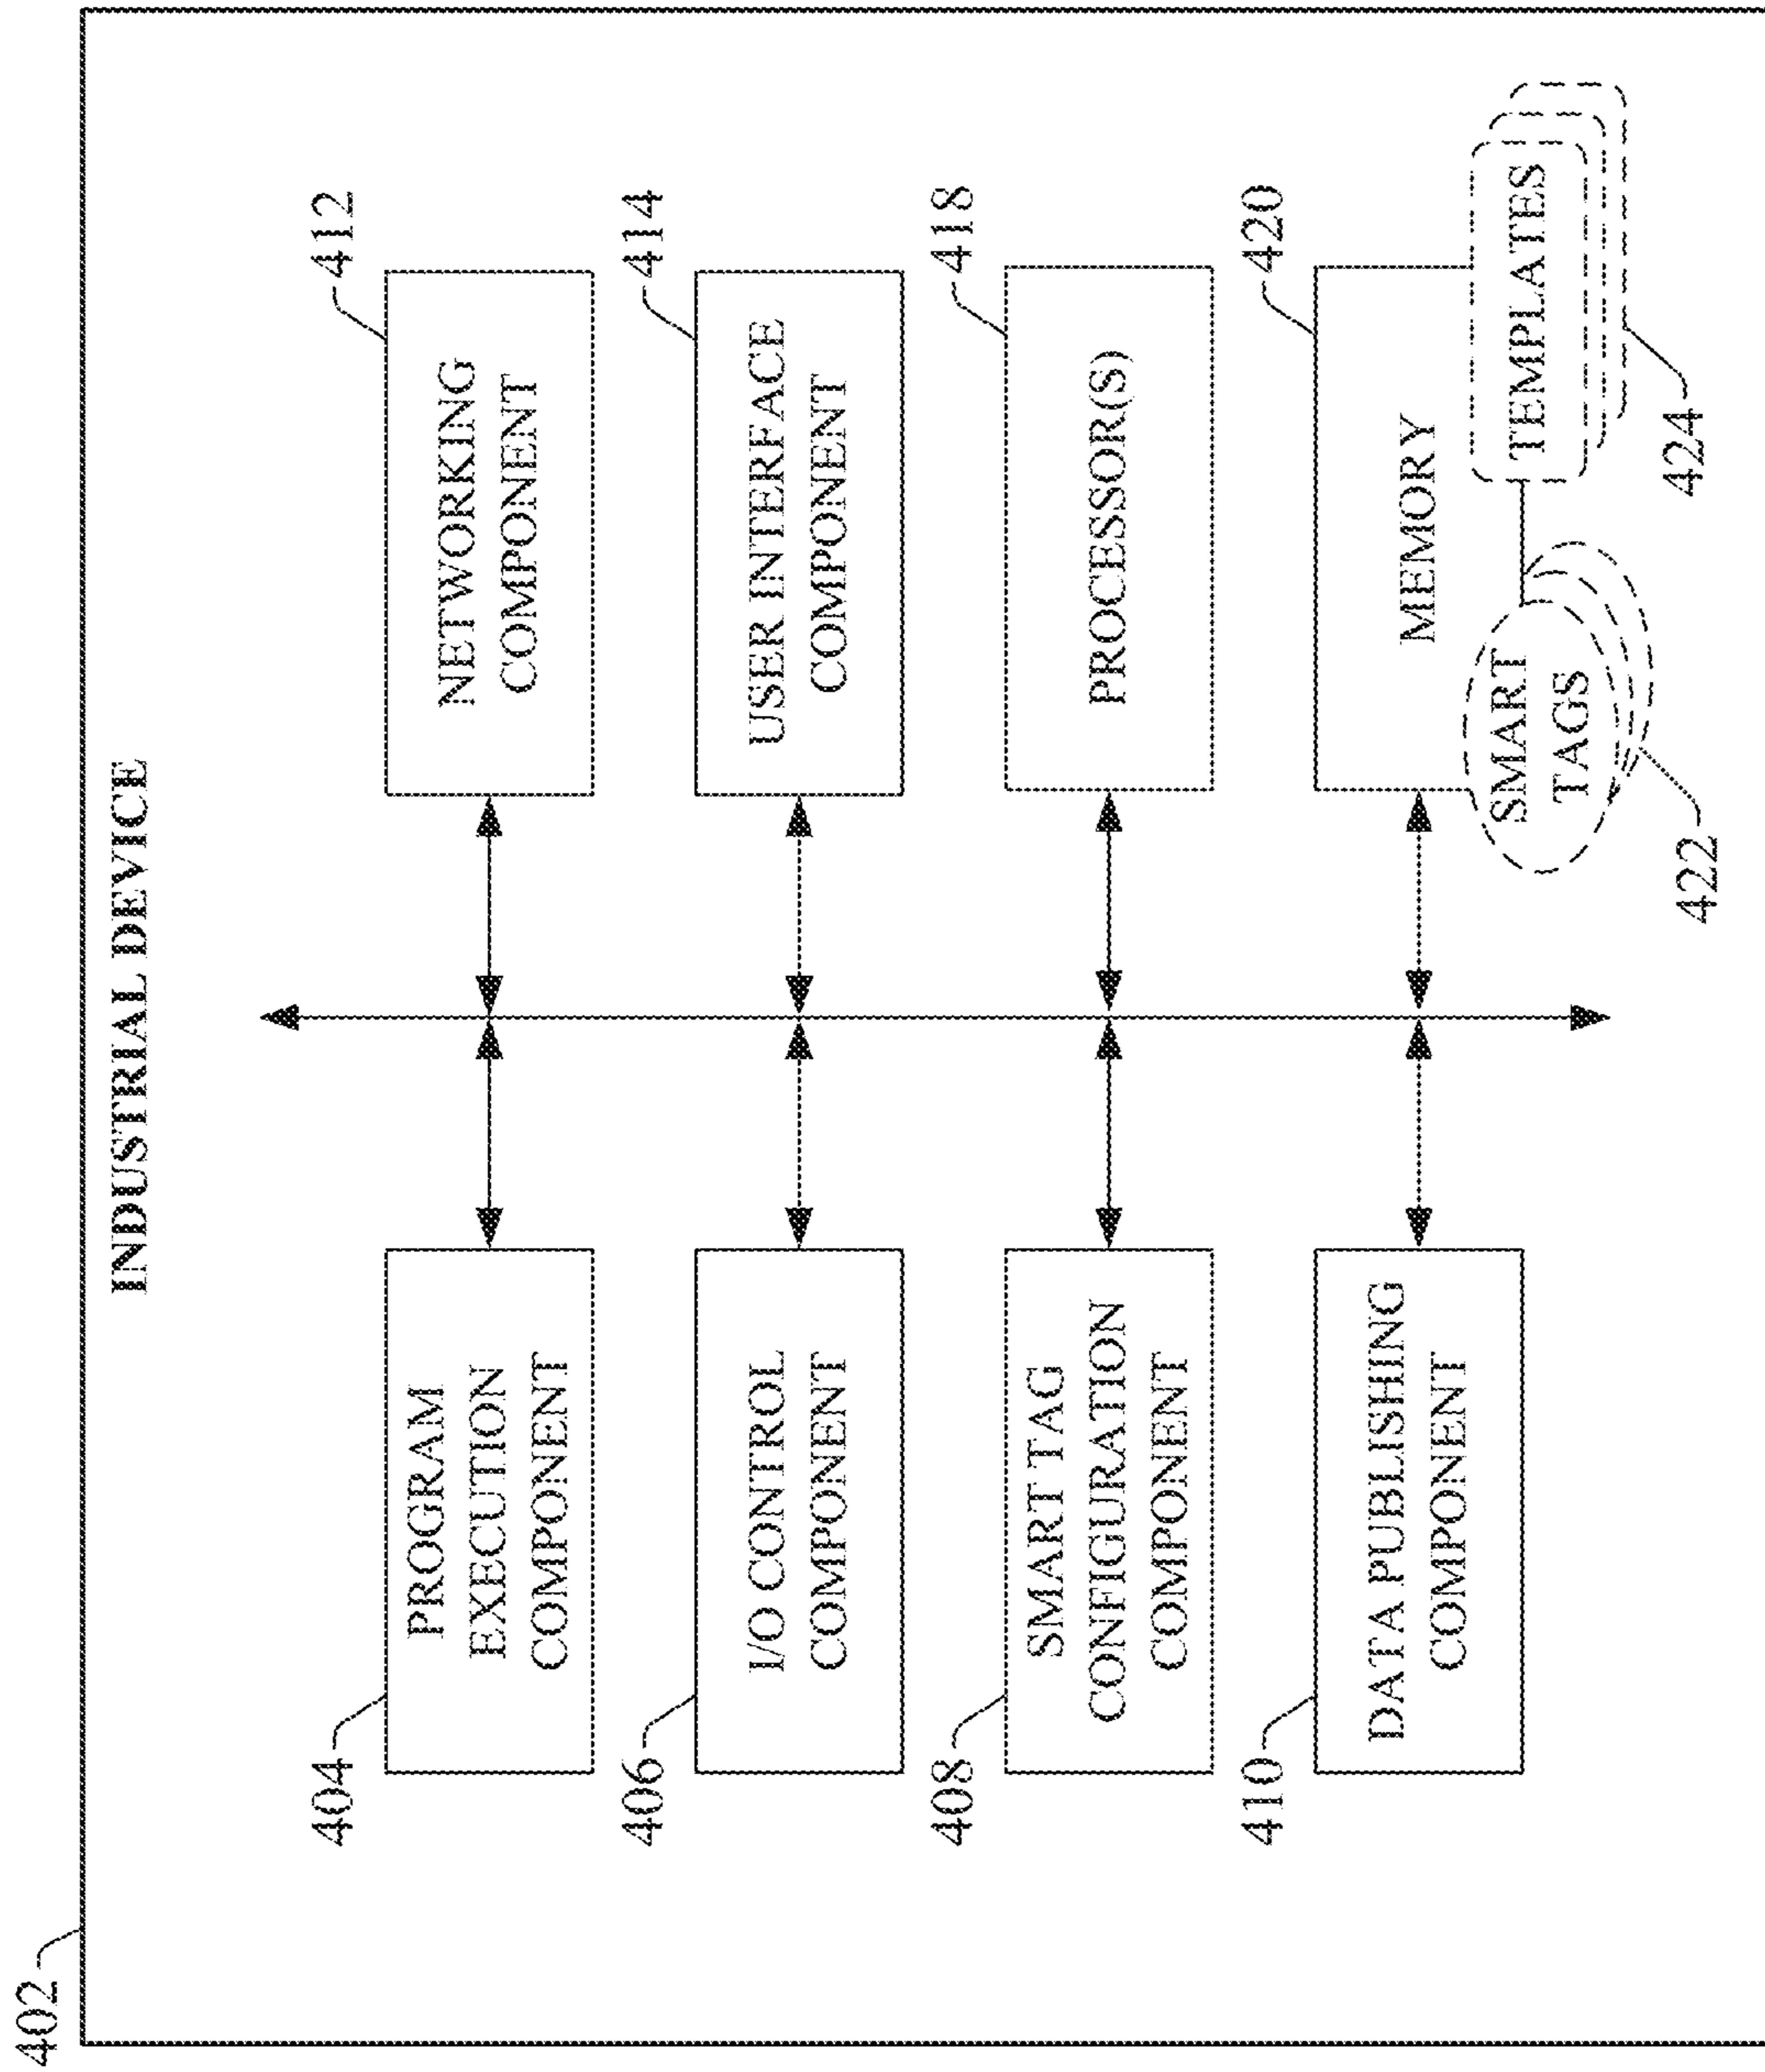 402
INDUSTRIAL DEVICE
404
PROGRAM
EXECUTION
COMPONENT
406
I/O CONTROL
COMPONENT
408
SMART TAG
CONFIGURATION
COMPONENT
410
DATA PUBLISHING
COMPONENT
412
NETWORKING
COMPONENT
414
USER INTERFACE
COMPONENT
418
PROCESSOR(S)
420
MEMORY
SMART
TAGS
422
TEMPLATES
424